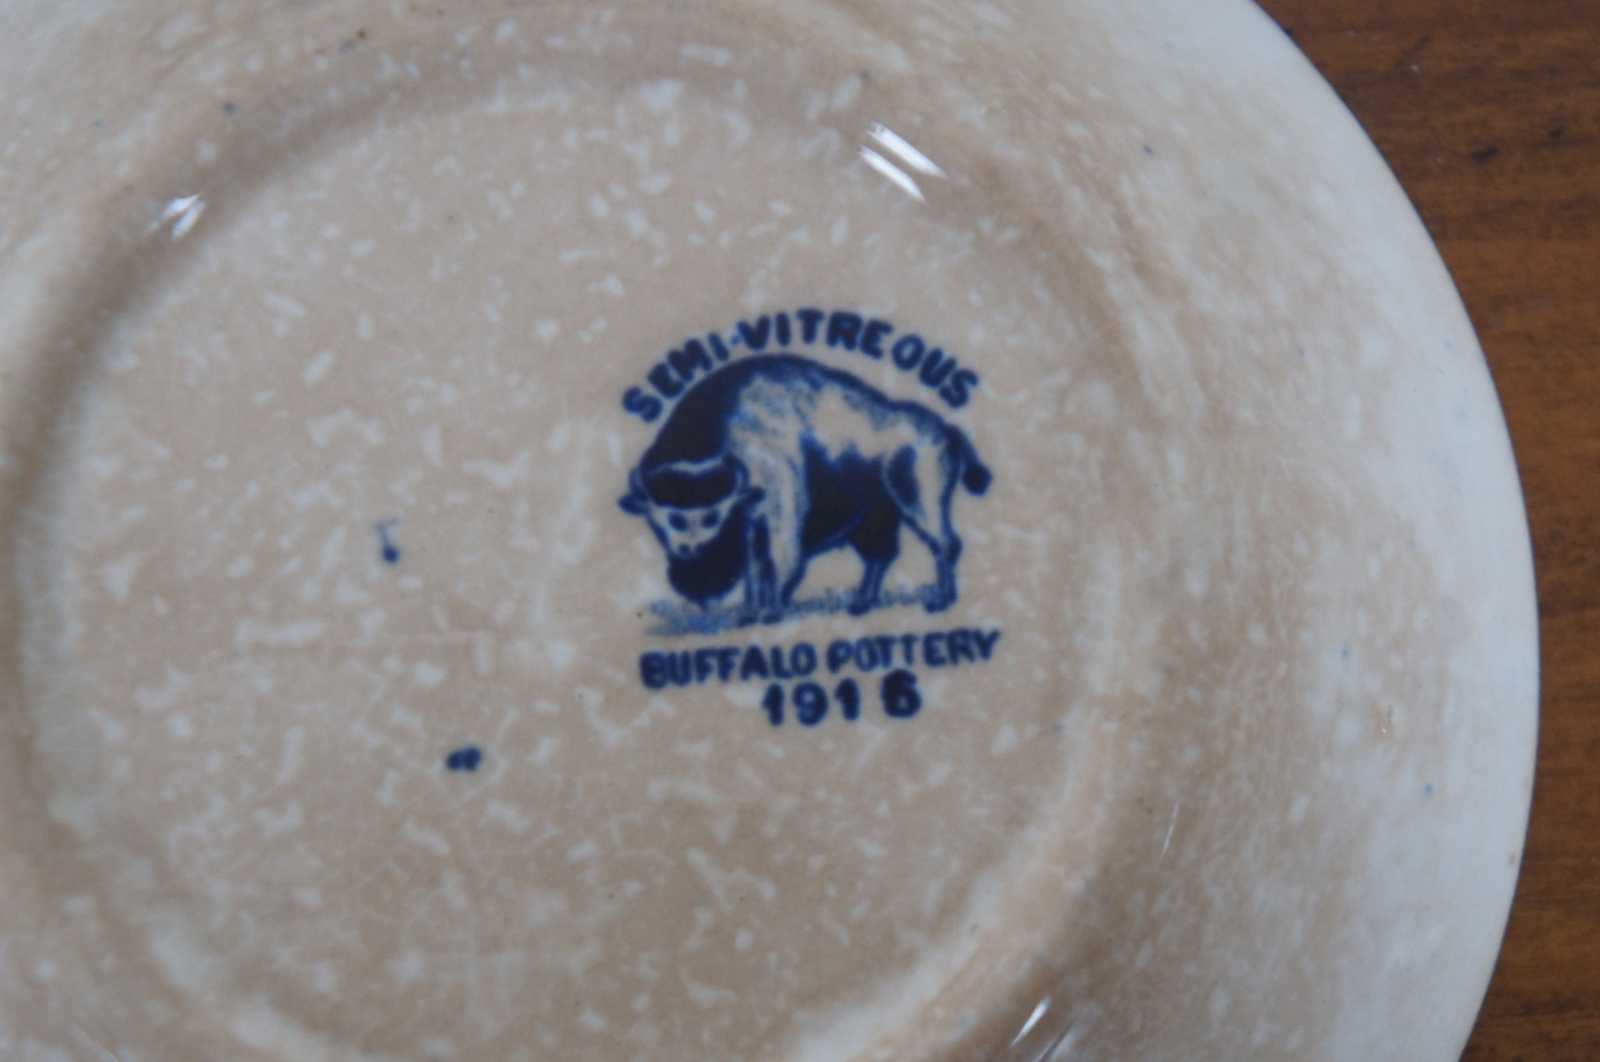 SEMI-VITREOUS
BUFFALO POTTERY
1916